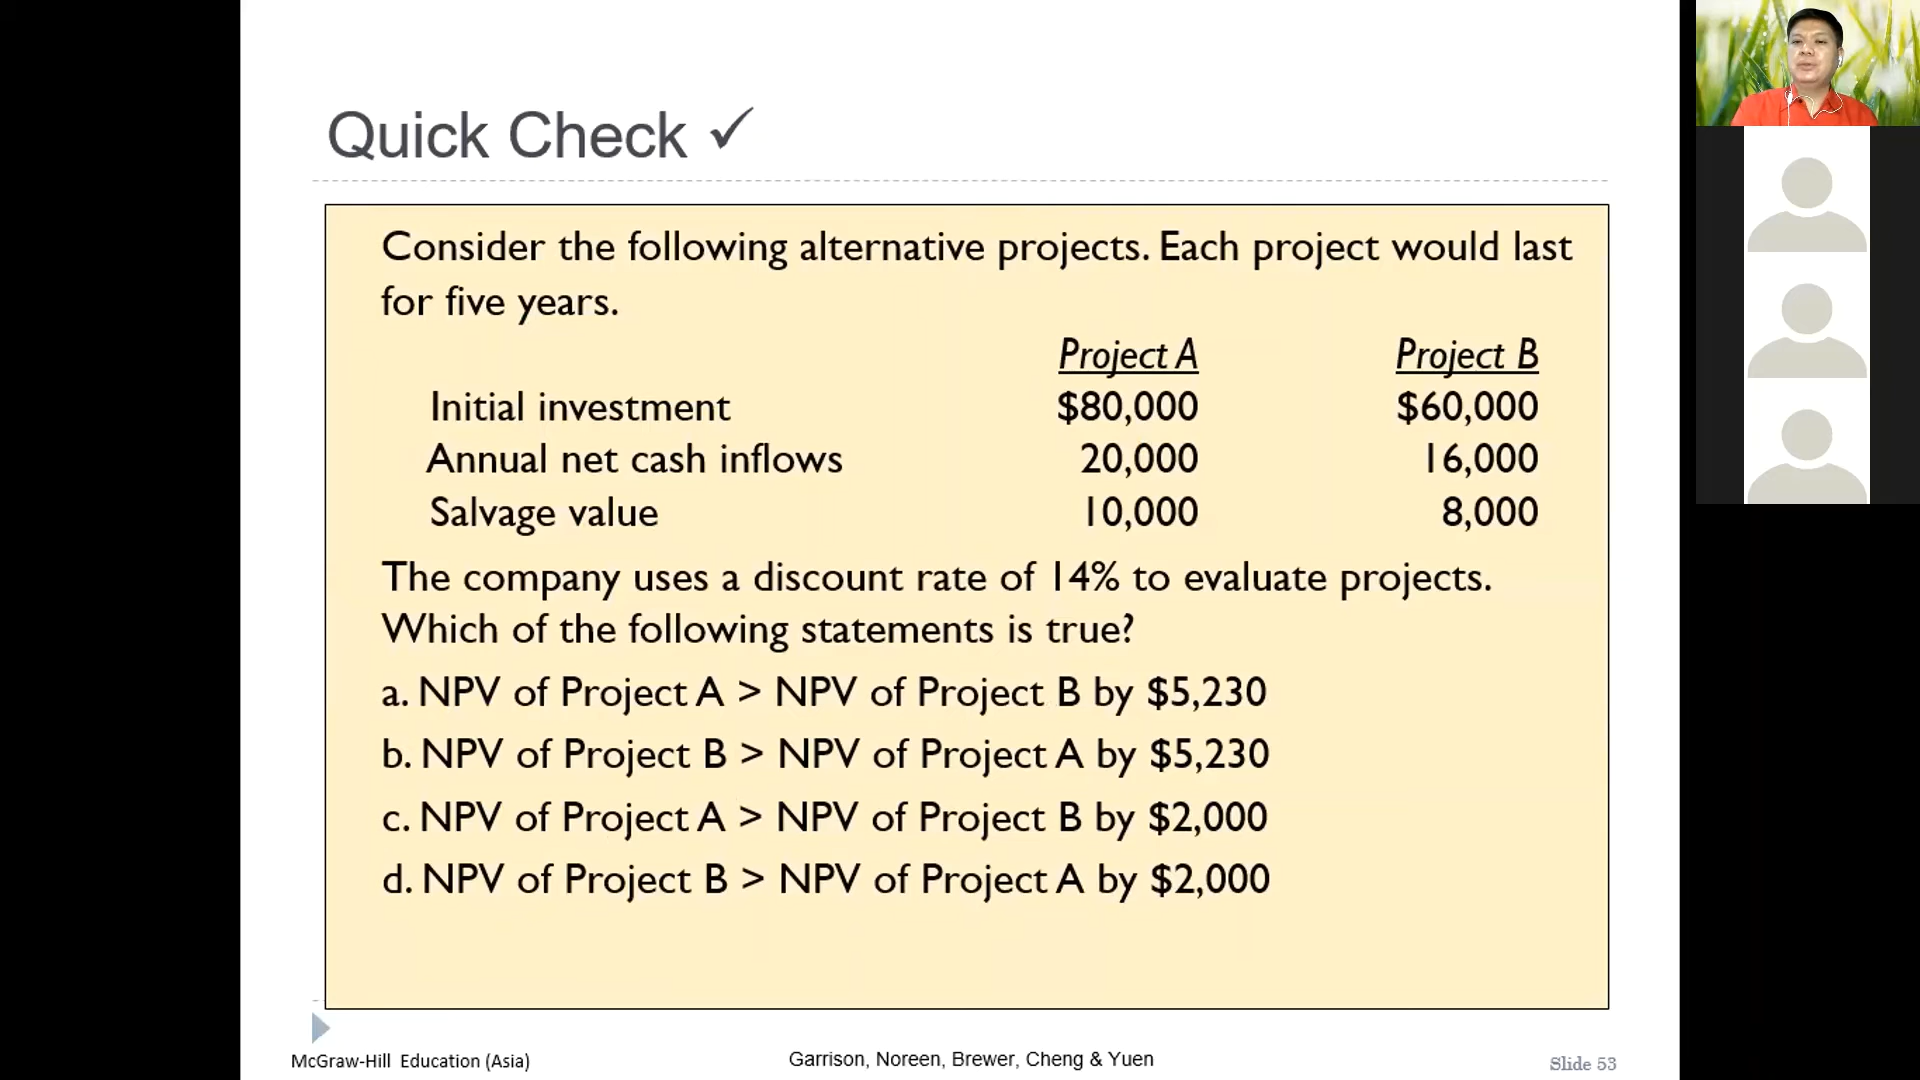 Quick Check ✓
Consider the following alternative projects. Each project would last
for five years.
Project A Project B
Initial investment $80,000 $60,000
Annual net cash inflows 20,000 16,000
Salvage value 10,000 8,000
The company uses a discount rate of 14% to evaluate projects.
Which of the following statements is true?
a. NPV of Project A > NPV of Project B by $5,230
b. NPV of Project B > NPV of Project A by $5,230
c. NPV of Project A > NPV of Project B by $2,000
d. NPV of Project B > NPV of Project A by $2,000
McGraw-Hill Education (Asia) Garrison, Noreen, Brewer, Cheng & Yuen Slide 53